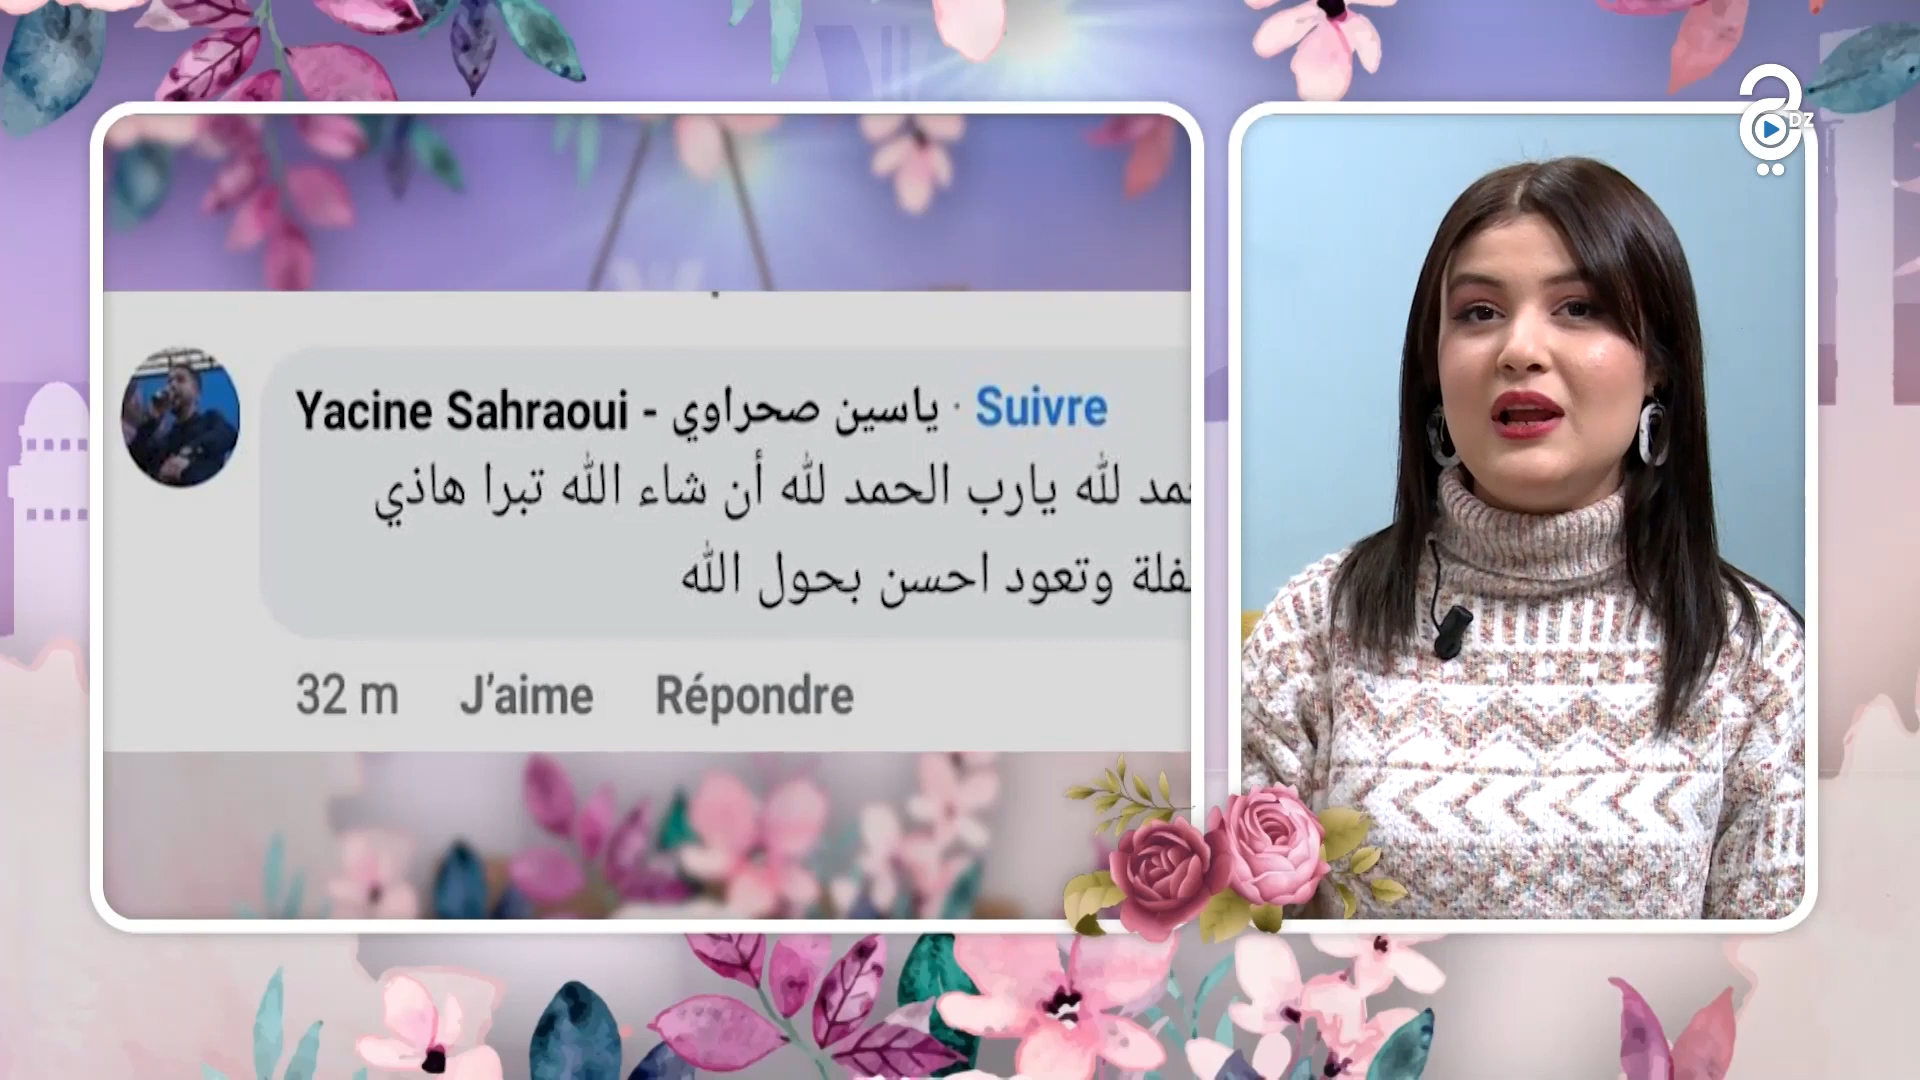 DZ
Yacine Sahraoui - ياسين صحراوي · Suivre
لله يارب الحمد لله أن شاء الله تبرا هاذي
وتعود احسن بحول الله
32 m J’aime Répondre